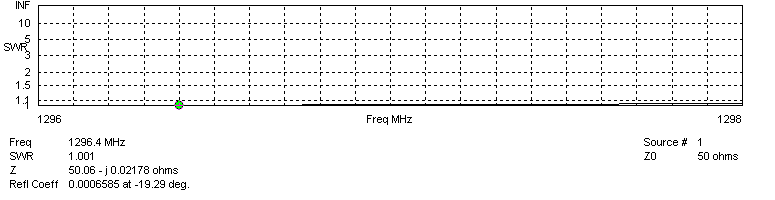 INF
10
5
SWR
3
2
1.5
1.1
1
1296 Freq MHz 1298
Freq 1296.4 MHz Source # 1
SWR 1.001 Z0 50 ohms
Z 50.06 - j 0.02178 ohms
Refl Coeff 0.0006585 at -19.29 deg.